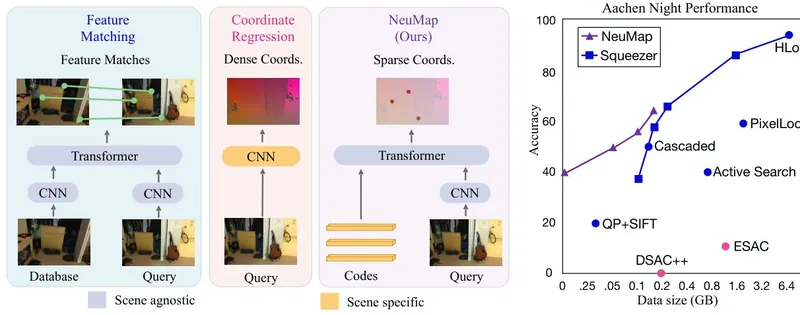 Feature
Matching
Feature Matches
Transformer
CNN
CNN
Database
Query
Coordinate
Regression
Dense Coords.
CNN
Query
NeuMap
(Ours)
Sparse Coords.
Transformer
CNN
Codes
Query
Scene agnostic
Scene specific
Aachen Night Performance
NeuMap
Squeezer
HLo
PixelLoc
Cascaded
Active Search
QP+SIFT
ESAC
DSAC++
Accuracy
100
80
60
40
20
0
0 .25 .05 0.1 0.2 0.4 0.8 1.6 3.2 6.4
Data size (GB)